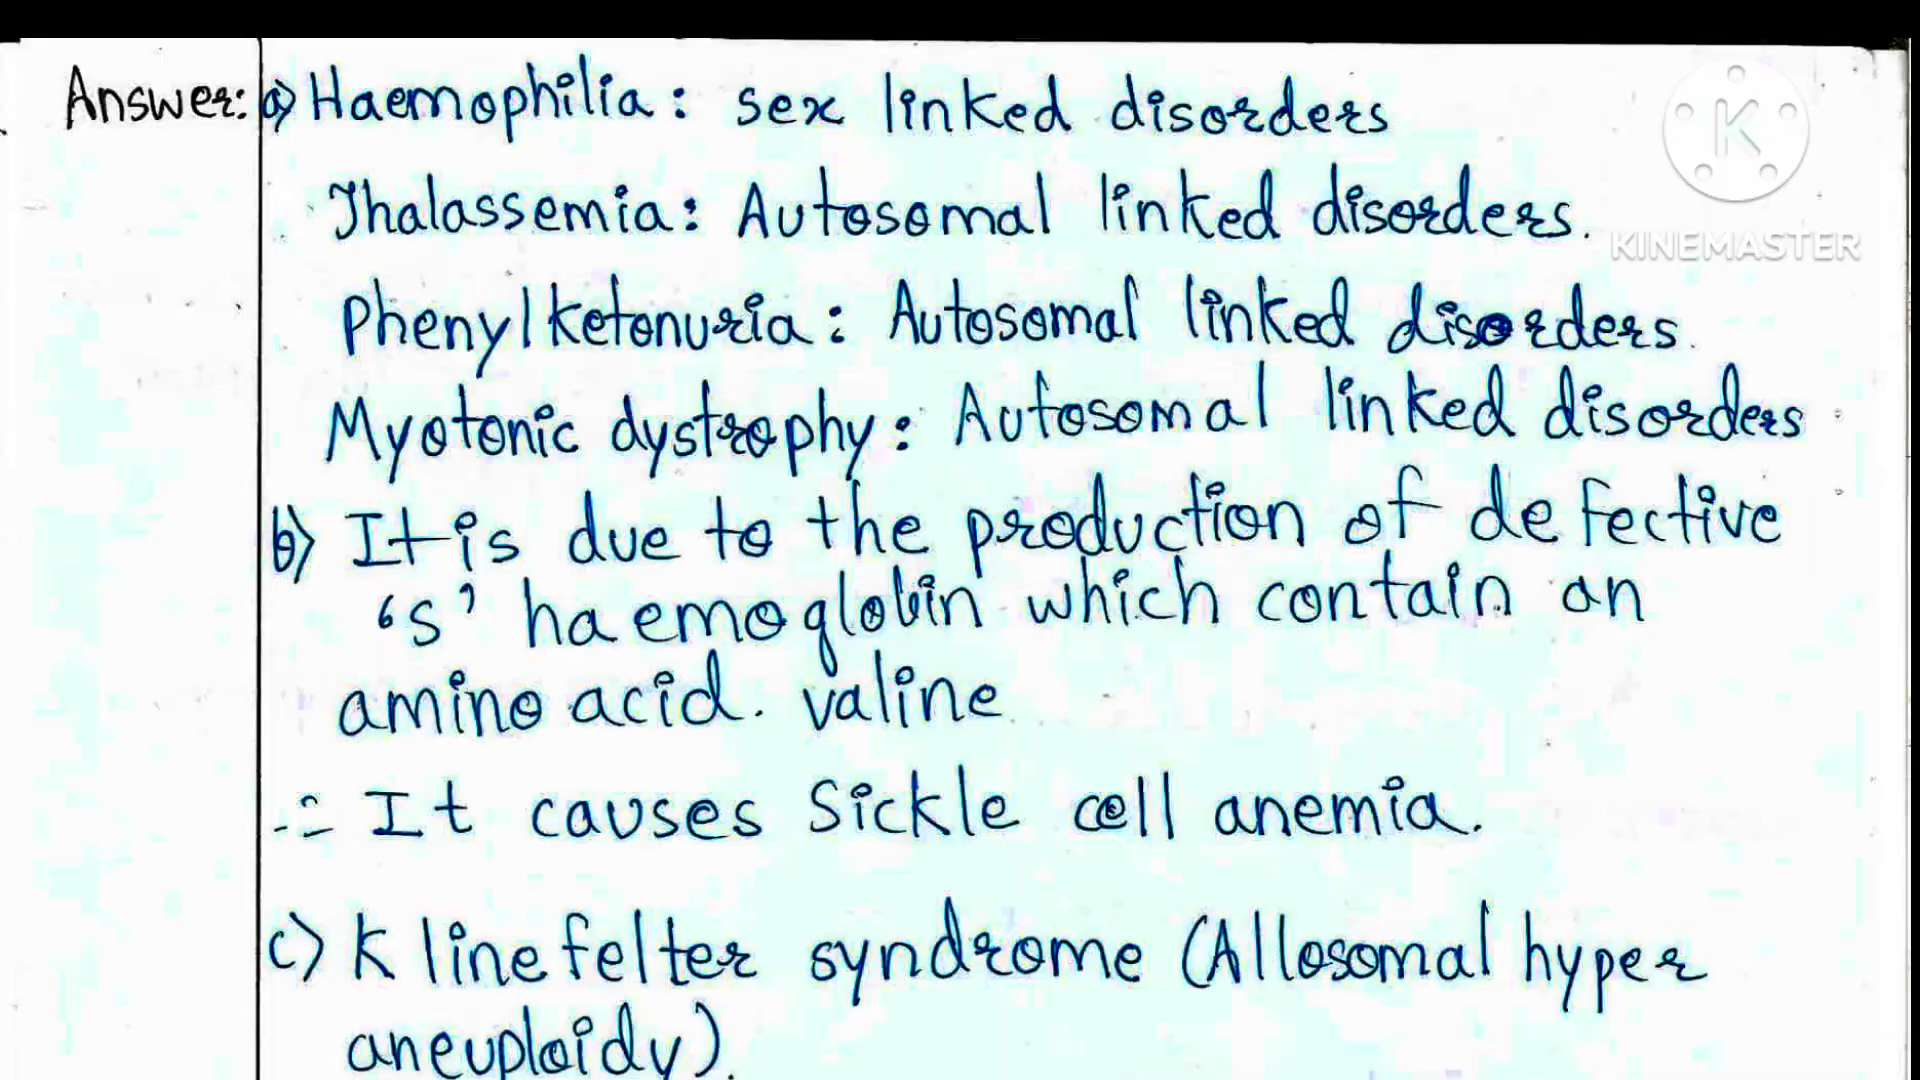 Answer: a) Haemophilia: sex linked disorders
Thalassemia: Autosomal linked disorders.
Phenylketonuria: Autosomal linked disorders.
Myotonic dystrophy: Autosomal linked disorders
b) It is due to the production of defective
's' haemoglobin which contain an
amino acid. valine
∴ It causes Sickle cell anemia.
c) Klinefelter syndrome (Allosomal hyper
aneuploidy).
K
KINEMASTER